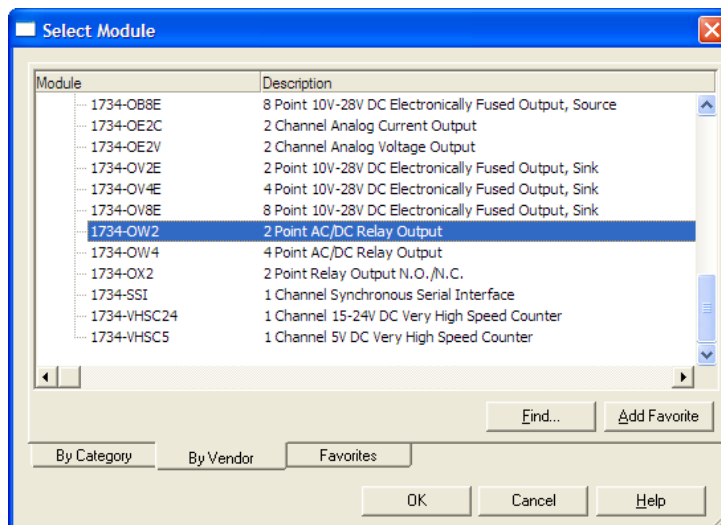 Select Module
Module Description
1734-OB8E 8 Point 10V-28V DC Electronically Fused Output, Source
1734-OE2C 2 Channel Analog Current Output
1734-OE2V 2 Channel Analog Voltage Output
1734-OV2E 2 Point 10V-28V DC Electronically Fused Output, Sink
1734-OV4E 4 Point 10V-28V DC Electronically Fused Output, Sink
1734-OV8E 8 Point 10V-28V DC Electronically Fused Output, Sink
1734-OW2 2 Point AC/DC Relay Output
1734-OW4 4 Point AC/DC Relay Output
1734-OX2 2 Point Relay Output N.O./N.C.
1734-SSI 1 Channel Synchronous Serial Interface
1734-VHSC24 1 Channel 15-24V DC Very High Speed Counter
1734-VHSC5 1 Channel 5V DC Very High Speed Counter
Find... Add Favorite
By Category By Vendor Favorites
OK Cancel Help